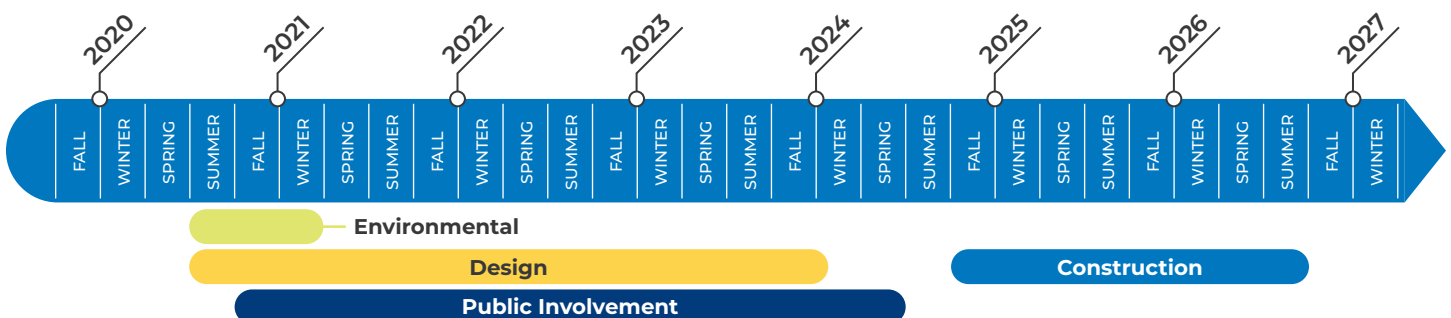 2020 2021 2022 2023 2024 2025 2026 2027
FALL WINTER SPRING SUMMER FALL WINTER SPRING SUMMER FALL WINTER SPRING SUMMER FALL WINTER SPRING SUMMER FALL WINTER SPRING SUMMER FALL WINTER SPRING SUMMER FALL WINTER SPRING SUMMER FALL WINTER
Environmental
Design Construction
Public Involvement